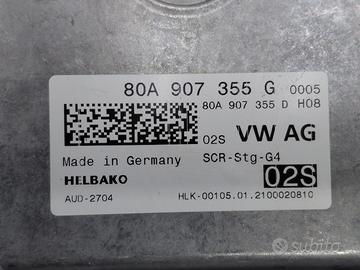 80A 907 355 G 0005
80A 907 355 D H08
02S VW AG
Made in Germany SCR-Stg-G4
HELBAKO 02S
AUD-2704 HLK-00105.01.2100020810
subito